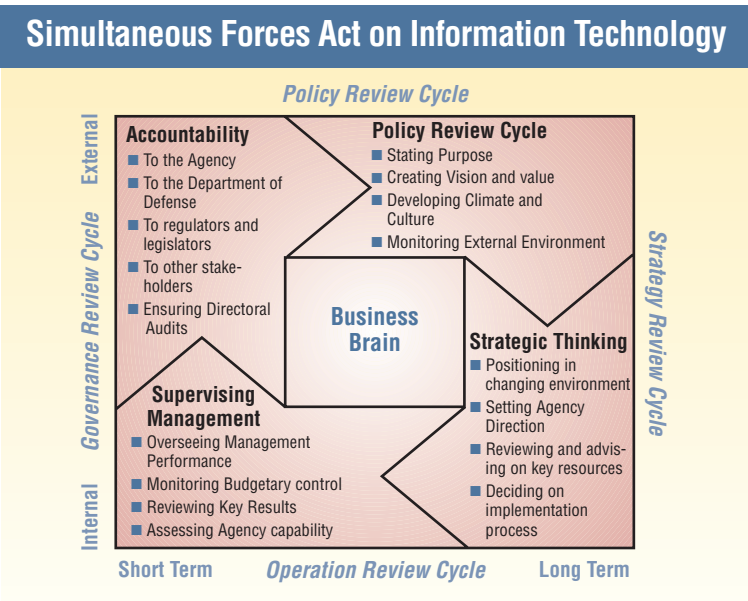 Simultaneous Forces Act on Information Technology
Policy Review Cycle
External
Governance Review Cycle
Internal
Accountability
To the Agency
To the Department of
Defense
To regulators and
legislators
To other stake-
holders
Ensuring Directoral
Audits
Policy Review Cycle
Stating Purpose
Creating Vision and value
Developing Climate and
Culture
Monitoring External Environment
Business
Brain
Strategic Thinking
Positioning in
changing environment
Setting Agency
Direction
Reviewing and advis-
ing on key resources
Deciding on
implementation
process
Supervising
Management
Overseeing Management
Performance
Monitoring Budgetary control
Reviewing Key Results
Assessing Agency capability
Strategy Review Cycle
Short Term
Operation Review Cycle
Long Term